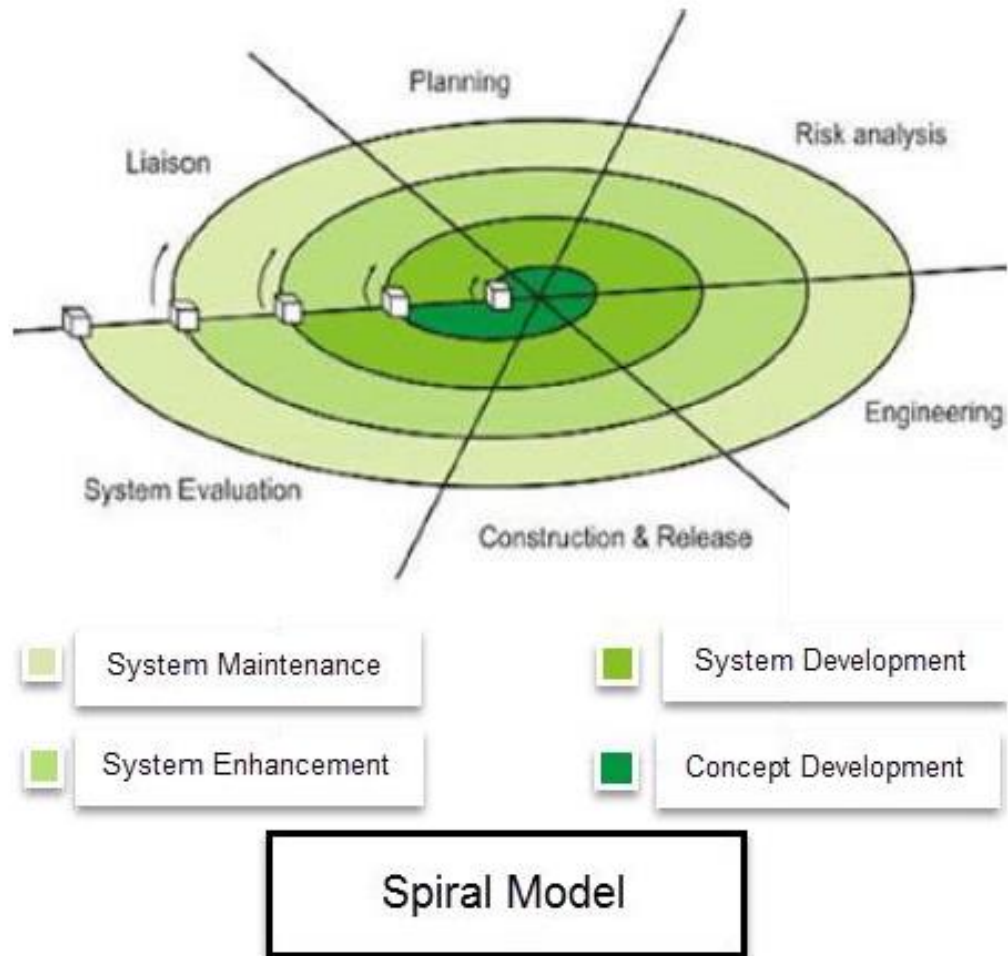 Planning
Risk analysis
Liaison
Engineering
System Evaluation
Construction & Release
System Maintenance
System Development
System Enhancement
Concept Development
Spiral Model